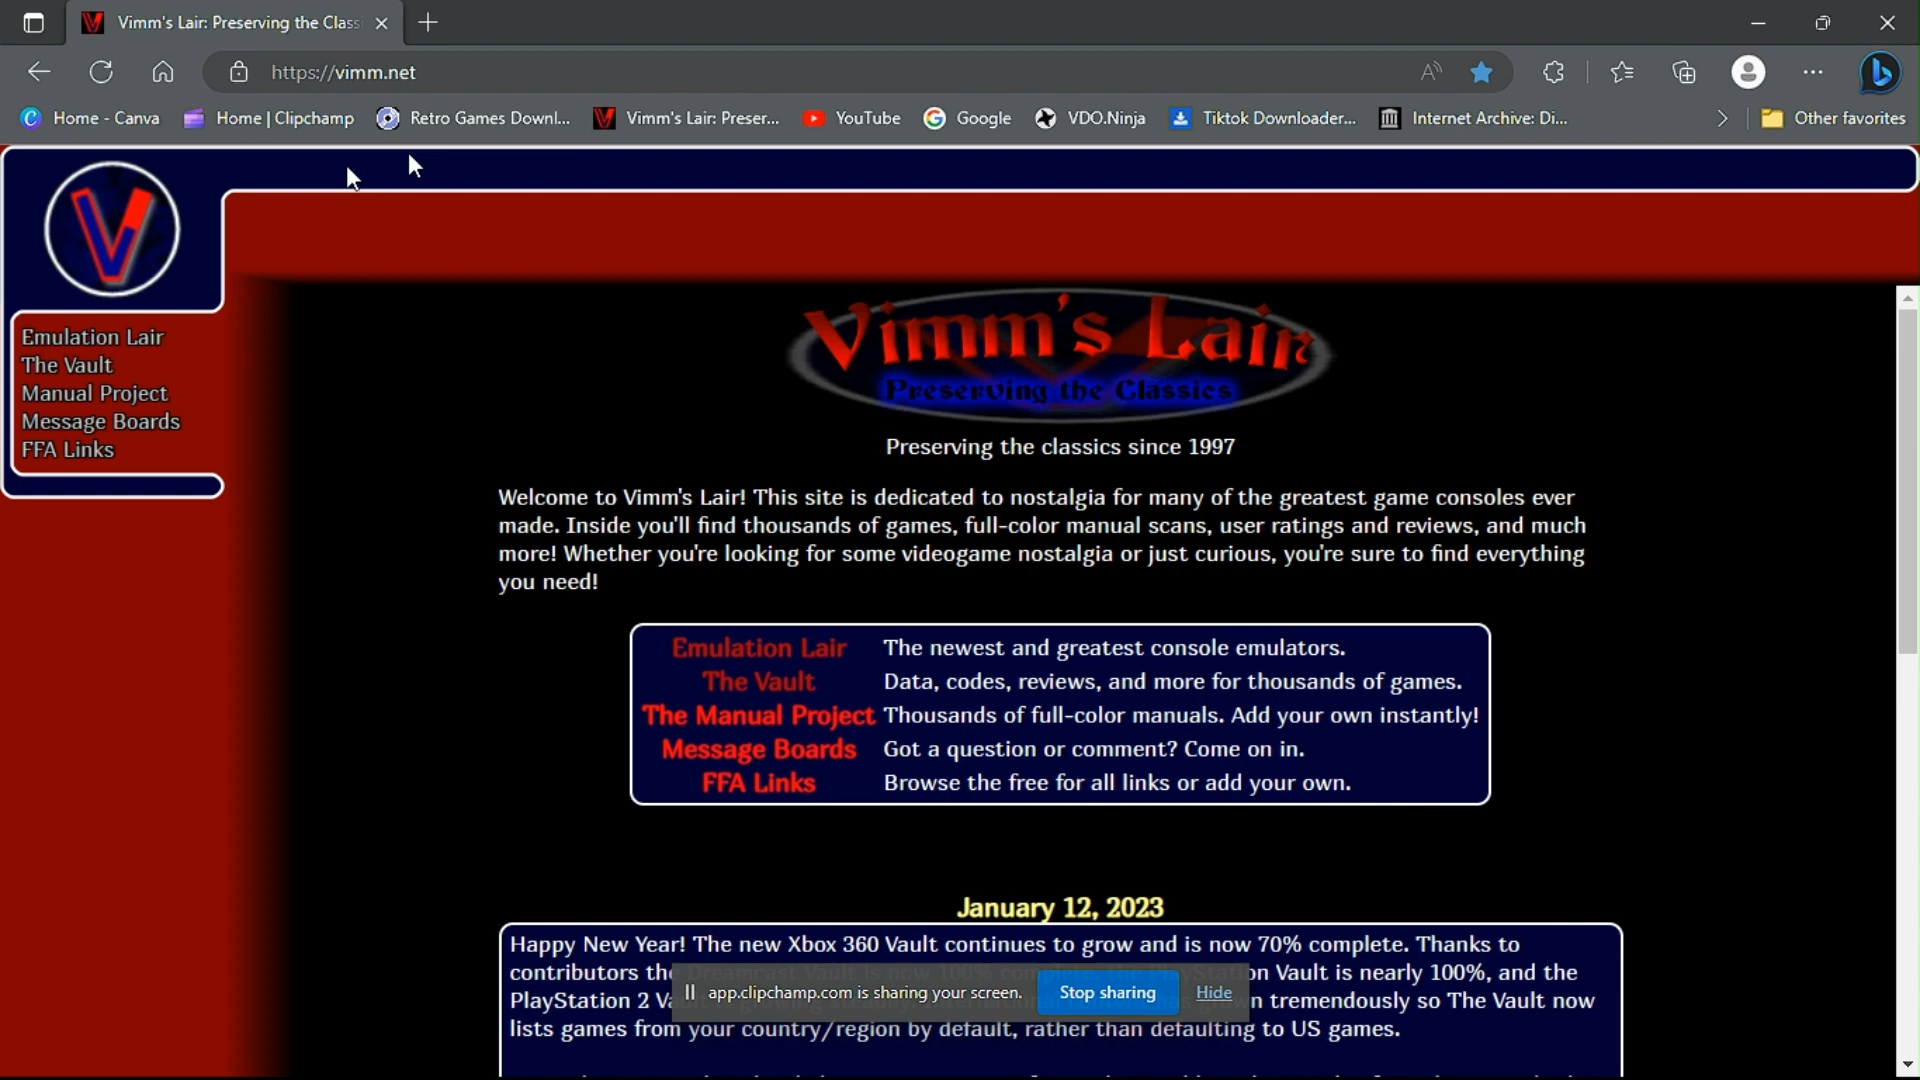 Vimm's Lair: Preserving the Clas
https://vimm.net
Home - Canva
Home | Clipchamp
Retro Games Downl...
Vimm's Lair: Preser...
YouTube
Google
VDO.Ninja
Tiktok Downloader...
Internet Archive: Di...
Other favorites
V
Emulation Lair
The Vault
Manual Project
Message Boards
FFA Links
Vimm's Lair
Preserving the Classics
Preserving the classics since 1997
Welcome to Vimm's Lair! This site is dedicated to nostalgia for many of the greatest game consoles ever
made. Inside you'll find thousands of games, full-color manual scans, user ratings and reviews, and much
more! Whether you're looking for some videogame nostalgia or just curious, you're sure to find everything
you need!
Emulation Lair The newest and greatest console emulators.
The Vault Data, codes, reviews, and more for thousands of games.
The Manual Project Thousands of full-color manuals. Add your own instantly!
Message Boards Got a question or comment? Come on in.
FFA Links Browse the free for all links or add your own.
January 12, 2023
Happy New Year! The new Xbox 360 Vault continues to grow and is now 70% complete. Thanks to
contributors the Dreamcast Vault is now 100% on Vault is nearly 100%, and the
PlayStation 2 tremendously so The Vault now
app.clipchamp.com is sharing your screen. Stop sharing Hide
lists games from your country/region by default, rather than defaulting to US games.